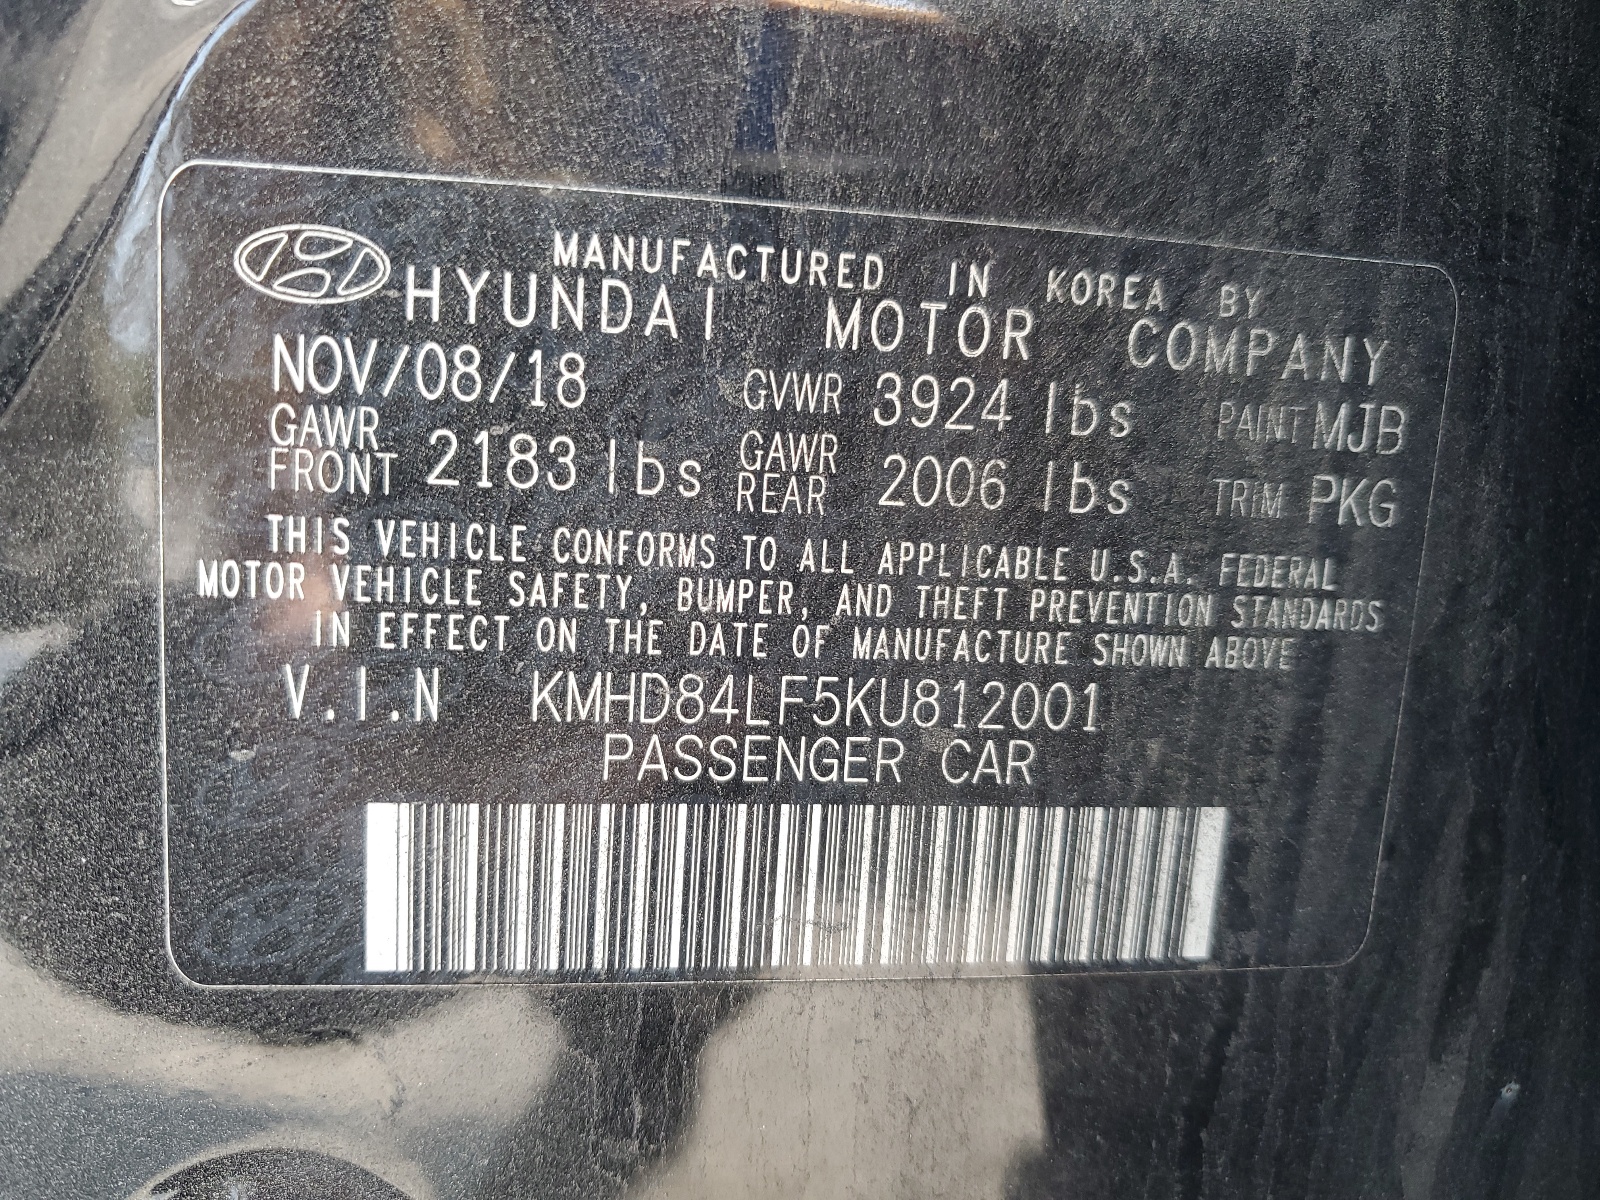 MANUFACTURED IN KOREA BY
HYUNDAI MOTOR COMPANY
NOV/08/18 GVWR 3924 lbs PAINT MJB
GAWR FRONT 2183 lbs GAWR REAR 2006 lbs TRIM PKG
THIS VEHICLE CONFORMS TO ALL APPLICABLE U.S.A. FEDERAL
MOTOR VEHICLE SAFETY, BUMPER, AND THEFT PREVENTION STANDARDS
IN EFFECT ON THE DATE OF MANUFACTURE SHOWN ABOVE
V.I.N KMHD84LF5KU812001
PASSENGER CAR